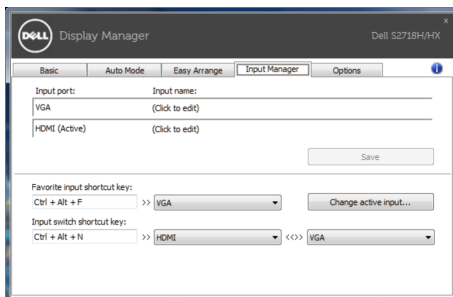 DELL Display Manager
x
Dell S2718H/HX
Basic Auto Mode Easy Arrange Input Manager Options i
Input port: Input name:
VGA (Click to edit)
HDMI (Active) (Click to edit)
Save
Favorite input shortcut key:
Ctrl + Alt + F >> VGA Change active input...
Input switch shortcut key:
Ctrl + Alt + N >> HDMI <<>> VGA